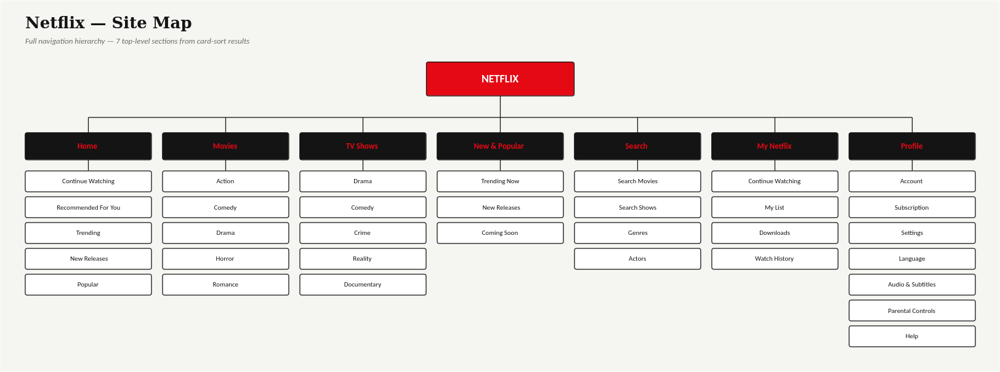 Netflix — Site Map
Full navigation hierarchy — 7 top-level sections from card-sort results
NETFLIX
Home
Movies
TV Shows
New & Popular
Search
My Netflix
Profile
Continue Watching
Action
Drama
Trending Now
Search Movies
Continue Watching
Account
Recommended For You
Comedy
Comedy
New Releases
Search Shows
My List
Subscription
Trending
Drama
Crime
Coming Soon
Genres
Downloads
Settings
New Releases
Horror
Reality
Actors
Watch History
Language
Popular
Romance
Documentary
Audio & Subtitles
Parental Controls
Help